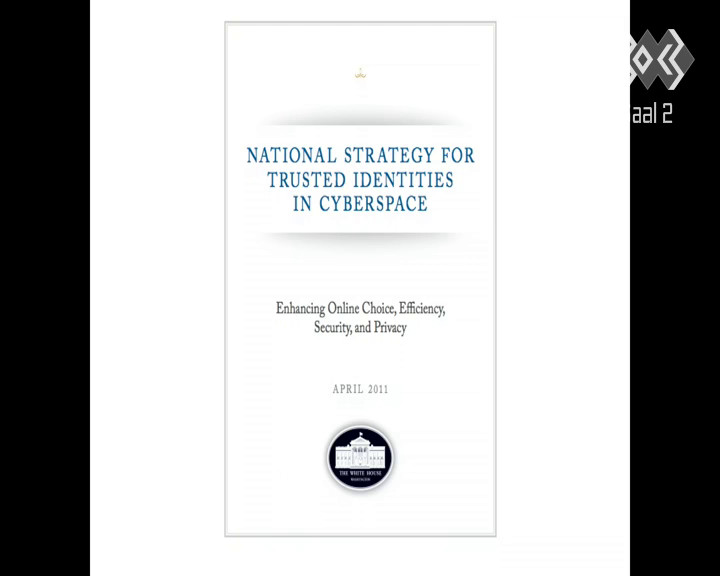 NATIONAL STRATEGY FOR
TRUSTED IDENTITIES
IN CYBERSPACE
Enhancing Online Choice, Efficiency,
Security, and Privacy
APRIL 2011
THE WHITE HOUSE
WASHINGTON
aal 2